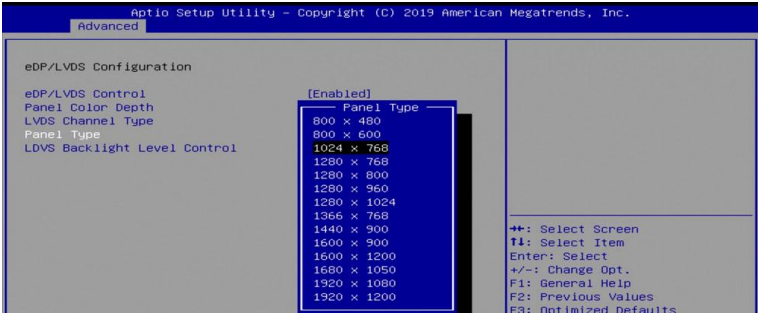 Aptio Setup Utility – Copyright (C) 2019 American Megatrends, Inc.
Advanced
eDP/LVDS Configuration
eDP/LVDS Control [Enabled]
Panel Color Depth
LVDS Channel Type
Panel Type
LDVS Backlight Level Control
Panel Type
800 x 480
800 x 600
1024 x 768
1280 x 768
1280 x 800
1280 x 960
1280 x 1024
1366 x 768
1440 x 900
1600 x 900
1600 x 1200
1680 x 1050
1920 x 1080
1920 x 1200
→←: Select Screen
↑↓: Select Item
Enter: Select
+/-: Change Opt.
F1: General Help
F2: Previous Values
F3: Optimized Defaults